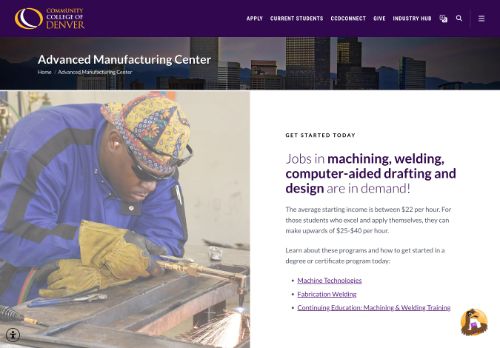 COMMUNITY
COLLEGE OF
DENVER
APPLY CURRENT STUDENTS CCDCONNECT GIVE INDUSTRY HUB
Advanced Manufacturing Center
Home / Advanced Manufacturing Center
GET STARTED TODAY
Jobs in machining, welding,
computer-aided drafting and
design are in demand!
The average starting income is between $22 per hour. For
those students who excel and apply themselves, they can
make upwards of $25-$40 per hour.
Learn about these programs and how to get started in a
degree or certificate program today:
Machine Technologies
Fabrication Welding
Continuing Education: Machining & Welding Training